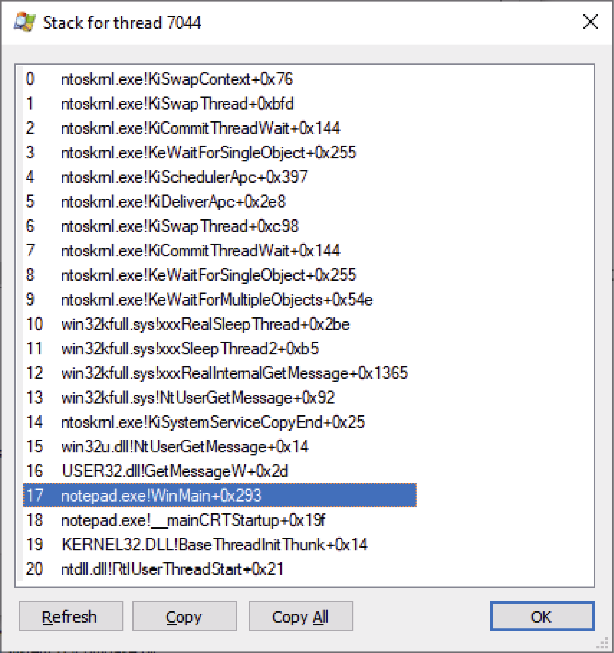 Stack for thread 7044
0 ntoskrnl.exe!KiSwapContext+0x76
1 ntoskrnl.exe!KiSwapThread+0xbfd
2 ntoskrnl.exe!KiCommitThreadWait+0x144
3 ntoskrnl.exe!KeWaitForSingleObject+0x255
4 ntoskrnl.exe!KiSchedulerApc+0x397
5 ntoskrnl.exe!KiDeliverApc+0x2e8
6 ntoskrnl.exe!KiSwapThread+0xc98
7 ntoskrnl.exe!KiCommitThreadWait+0x144
8 ntoskrnl.exe!KeWaitForSingleObject+0x255
9 ntoskrnl.exe!KeWaitForMultipleObjects+0x54e
10 win32kfull.sys!xxxRealSleepThread+0x2be
11 win32kfull.sys!xxxSleepThread2+0xb5
12 win32kfull.sys!xxxRealInternalGetMessage+0x1365
13 win32kfull.sys!NtUserGetMessage+0x92
14 ntoskrnl.exe!KiSystemServiceCopyEnd+0x25
15 win32u.dll!NtUserGetMessage+0x14
16 USER32.dll!GetMessageW+0x2d
17 notepad.exe!WinMain+0x293
18 notepad.exe!__mainCRTStartup+0x19f
19 KERNEL32.DLL!BaseThreadInitThunk+0x14
20 ntdll.dll!RtlUserThreadStart+0x21
Refresh Copy Copy All OK